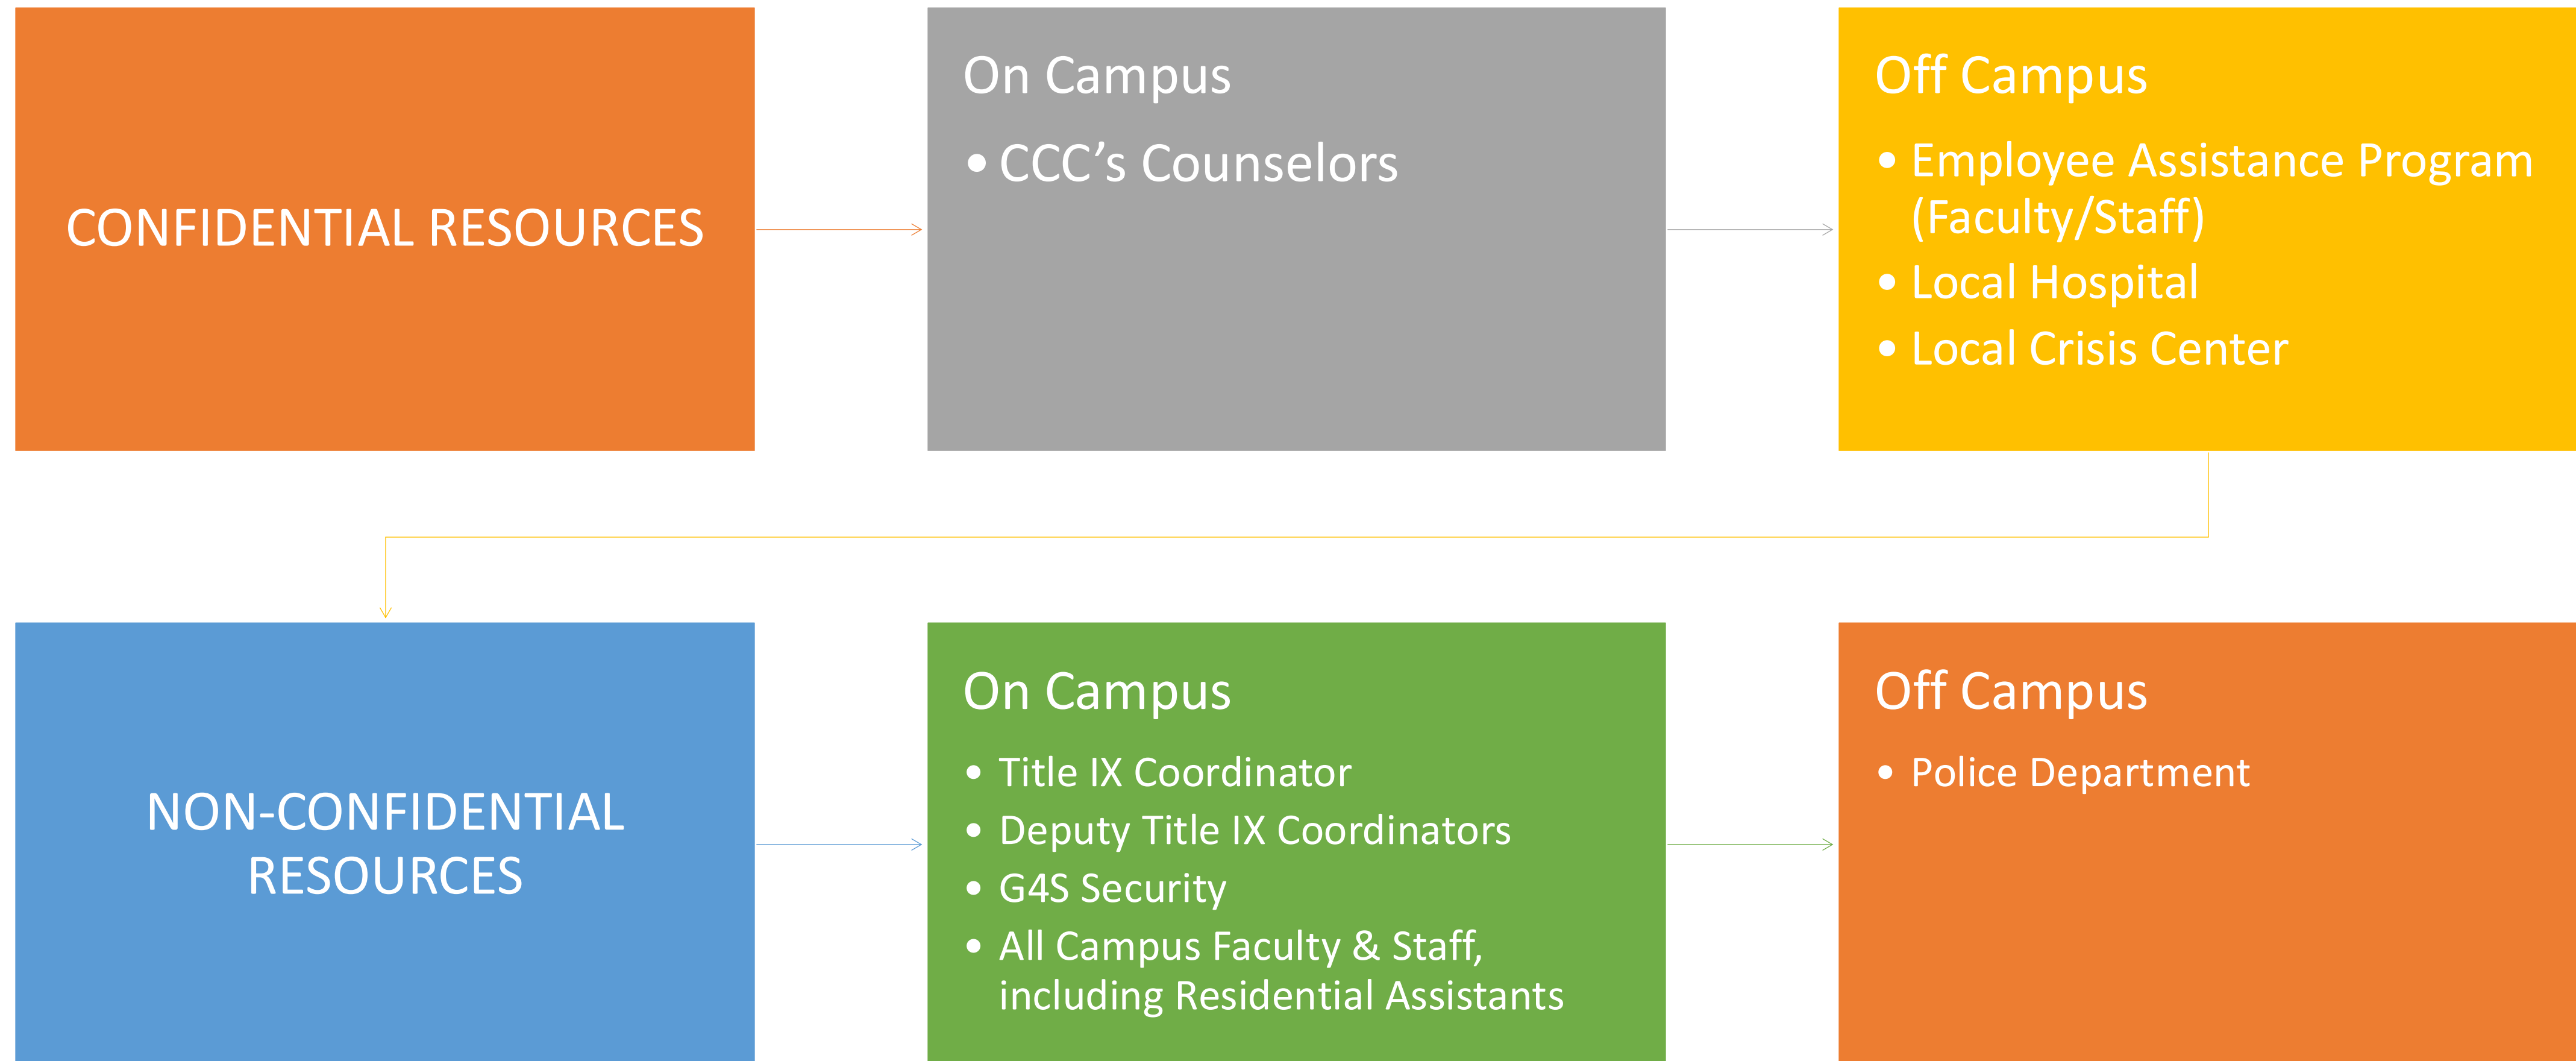 CONFIDENTIAL RESOURCES
On Campus
• CCC’s Counselors
Off Campus
• Employee Assistance Program
(Faculty/Staff)
• Local Hospital
• Local Crisis Center
NON-CONFIDENTIAL
RESOURCES
On Campus
• Title IX Coordinator
• Deputy Title IX Coordinators
• G4S Security
• All Campus Faculty & Staff,
including Residential Assistants
Off Campus
• Police Department